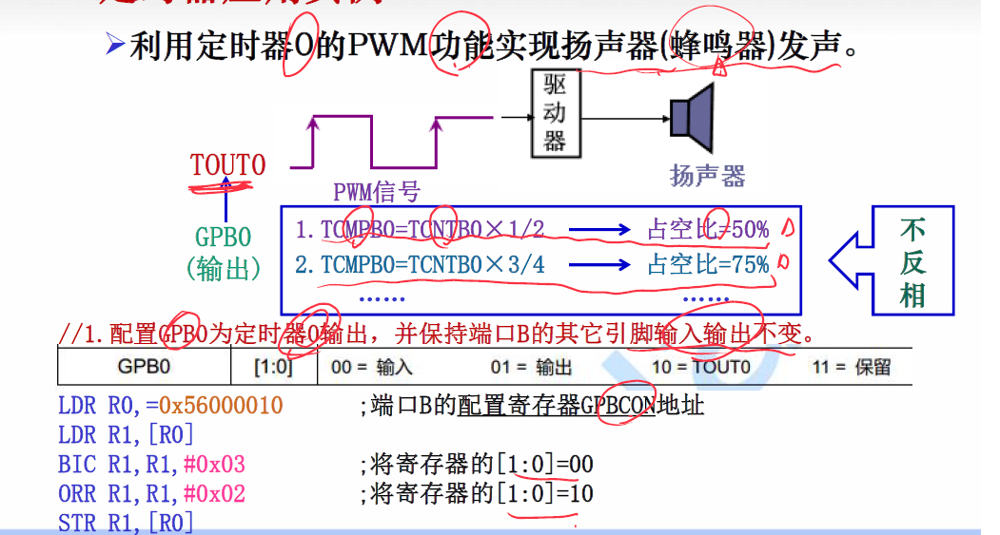 ➢利用定时器0的PWM功能实现扬声器(蜂鸣器)发声。
驱动器
TOUT0
PWM信号
扬声器
GPB0
(输出)
1.TCMPB0=TCNTB0×1/2 占空比=50%
2.TCMPB0=TCNTB0×3/4 占空比=75%
…… ……
不反相
//1.配置GPB0为定时器0输出，并保持端口B的其它引脚输入输出不变。
GPB0 [1:0] 00 = 输入 01 = 输出 10 = TOUT0 11 = 保留
LDR R0,=0x56000010 ;端口B的配置寄存器GPBCON地址
LDR R1,[R0]
BIC R1,R1,#0x03 ;将寄存器的[1:0]=00
ORR R1,R1,#0x02 ;将寄存器的[1:0]=10
STR R1,[R0]